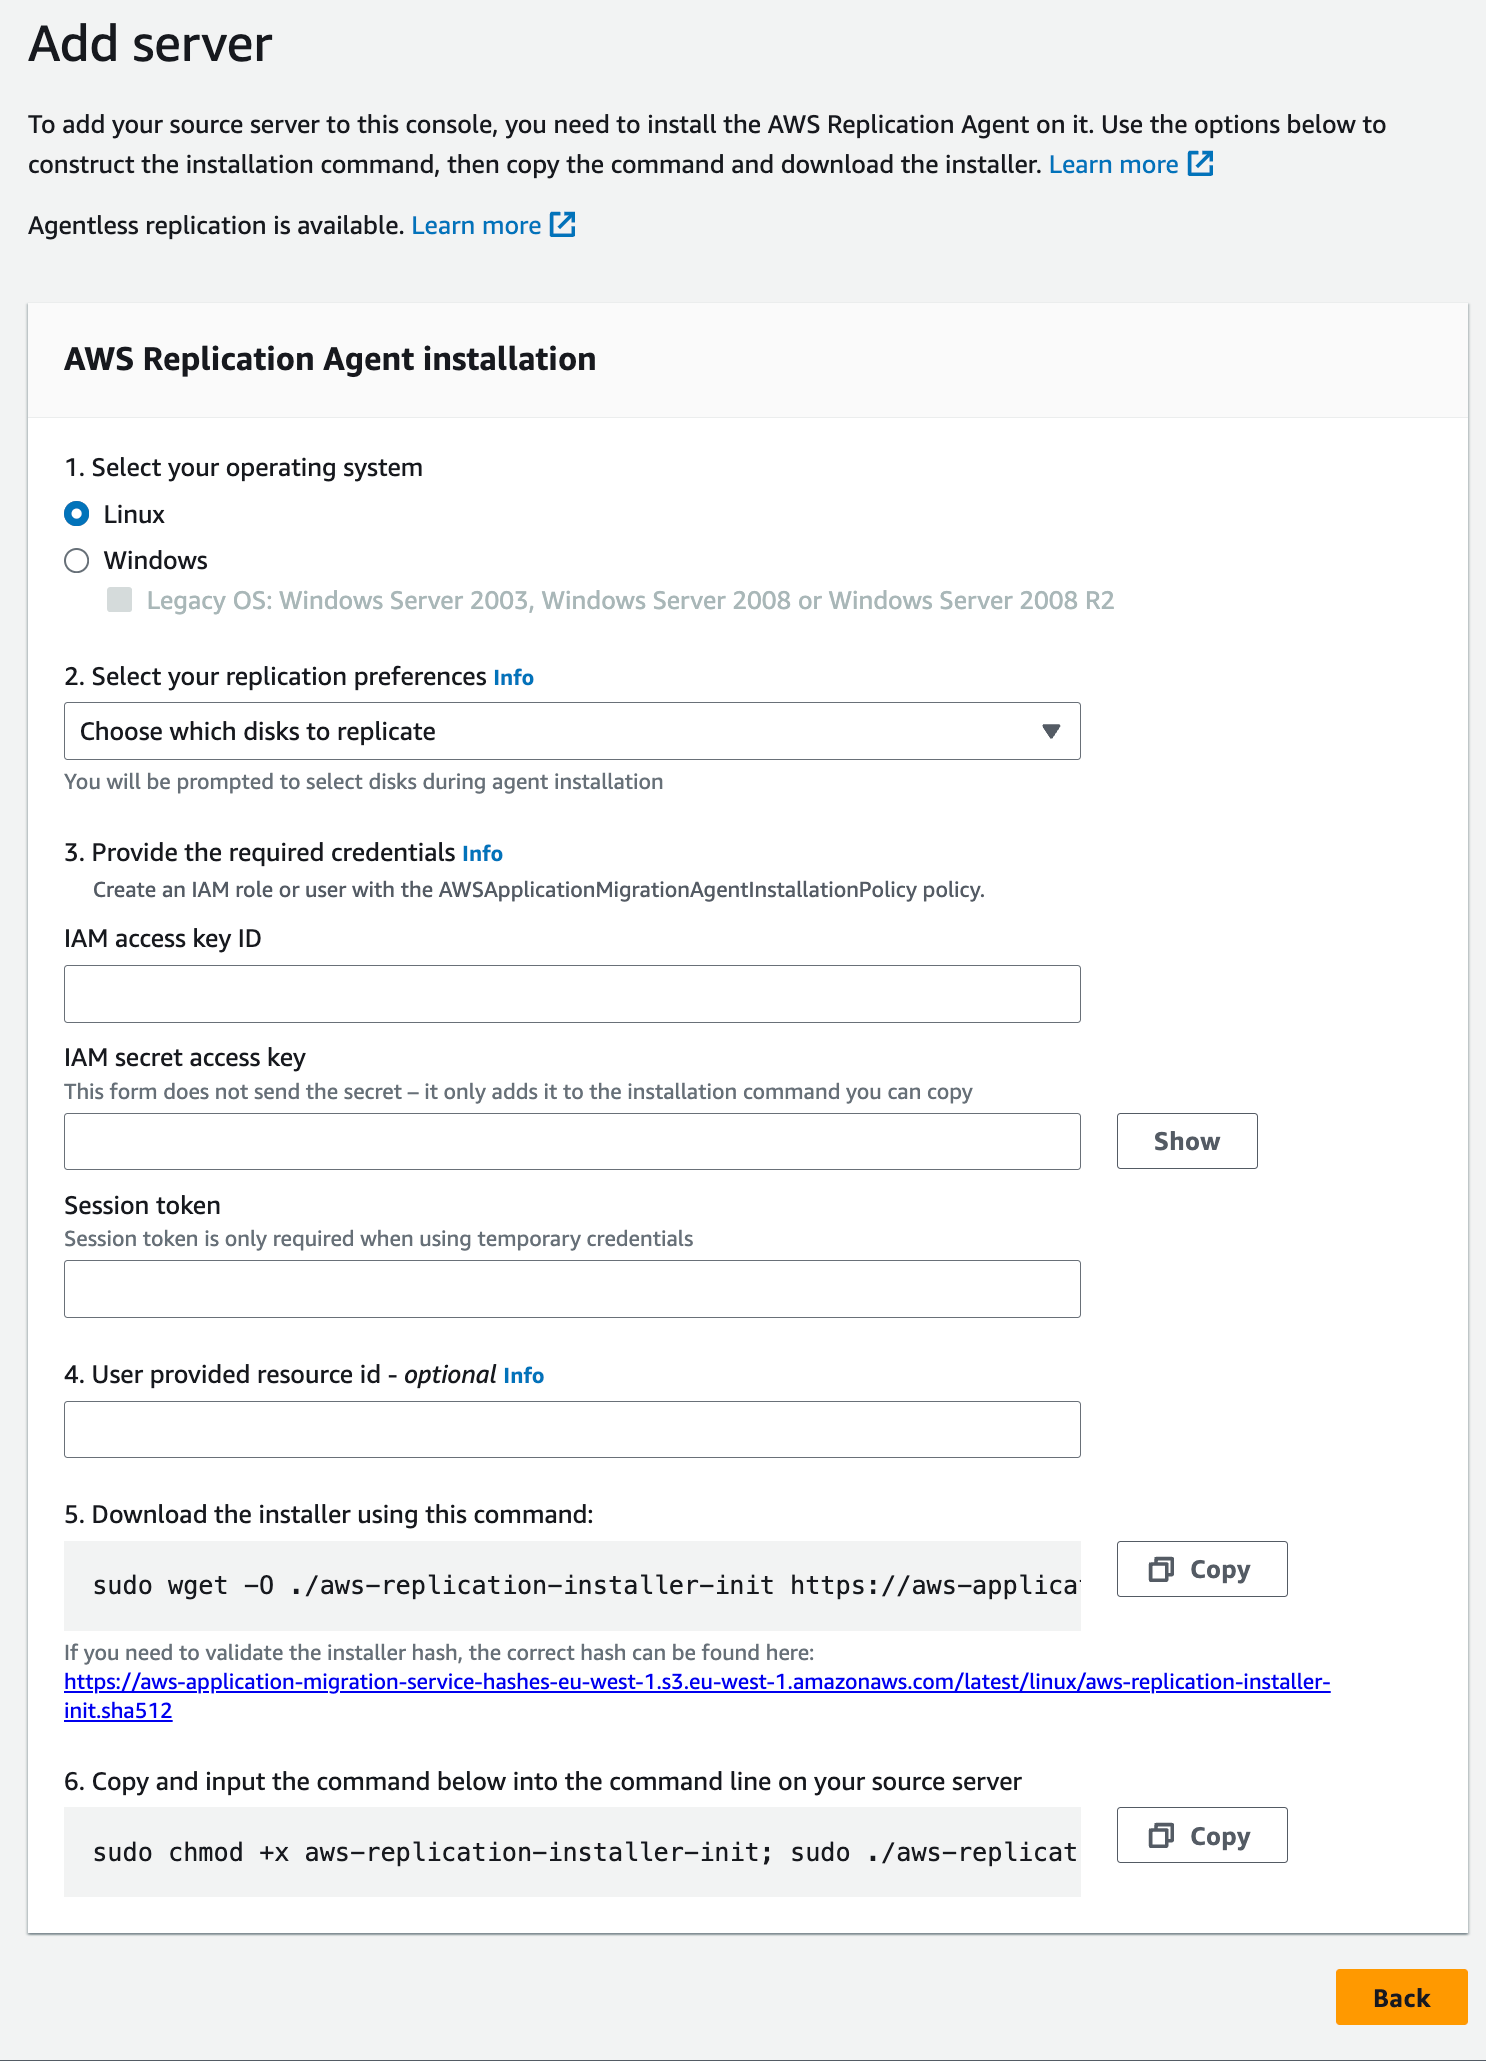 Add server
To add your source server to this console, you need to install the AWS Replication Agent on it. Use the options below to
construct the installation command, then copy the command and download the installer. Learn more
Agentless replication is available. Learn more
AWS Replication Agent installation
1. Select your operating system
Linux
Windows
Legacy OS: Windows Server 2003, Windows Server 2008 or Windows Server 2008 R2
2. Select your replication preferences Info
Choose which disks to replicate
You will be prompted to select disks during agent installation
3. Provide the required credentials Info
Create an IAM role or user with the AWSApplicationMigrationAgentInstallationPolicy policy.
IAM access key ID
IAM secret access key
This form does not send the secret – it only adds it to the installation command you can copy
Show
Session token
Session token is only required when using temporary credentials
4. User provided resource id - optional Info
5. Download the installer using this command:
sudo wget -O ./aws-replication-installer-init https://aws-applica
Copy
If you need to validate the installer hash, the correct hash can be found here:
https://aws-application-migration-service-hashes-eu-west-1.s3.eu-west-1.amazonaws.com/latest/linux/aws-replication-installer-
init.sha512
6. Copy and input the command below into the command line on your source server
sudo chmod +x aws-replication-installer-init; sudo ./aws-replicat
Copy
Back